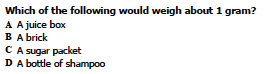 Which of the following would weigh about 1 gram?
A A juice box
B A brick
C A sugar packet
D A bottle of shampoo